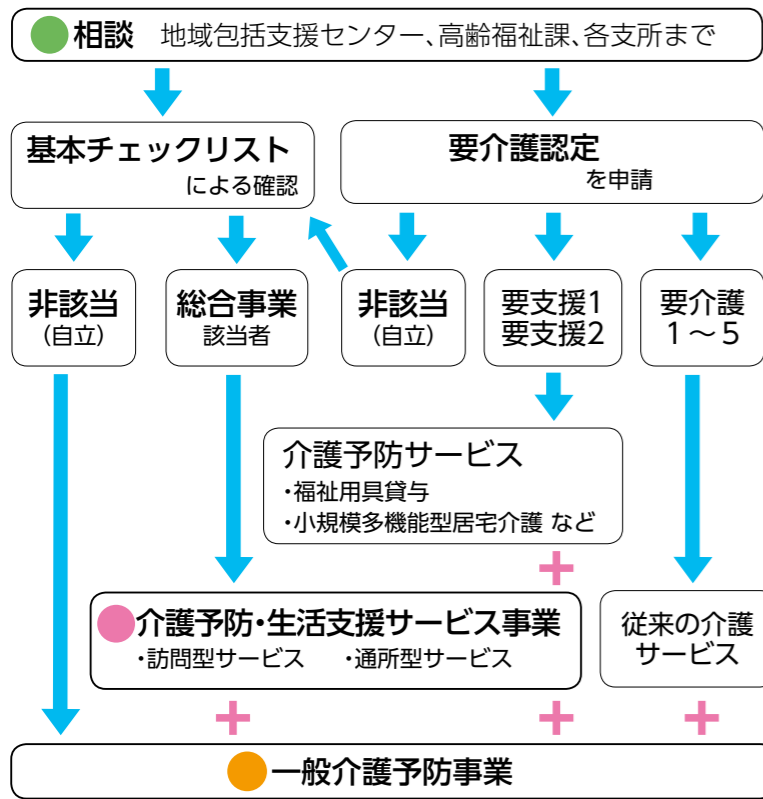 相談 地域包括支援センター、高齢福祉課、各支所まで
基本チェックリスト
による確認
要介護認定
を申請
非該当
(自立)
総合事業
該当者
非該当
(自立)
要支援1
要支援2
要介護
1～5
介護予防サービス
・福祉用具貸与
・小規模多機能型居宅介護 など
+
介護予防・生活支援サービス事業
・訪問型サービス ・通所型サービス
従来の介護
サービス
+ + +
一般介護予防事業